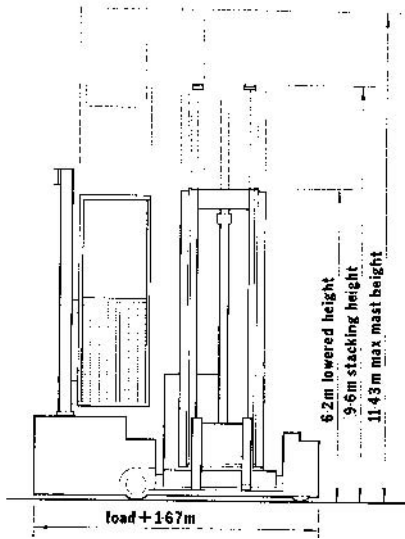 6·2m lowered height
9·6m stacking height
11·43m max mast height
load + 1·67m